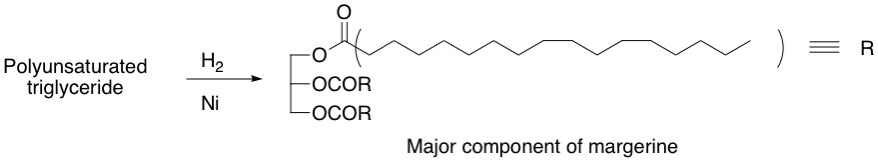 Polyunsaturated
triglyceride
H2
Ni
O
O
OCOR
OCOR
( ) ≡ R
Major component of margerine